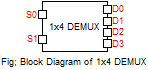 S0
S1
1x4 DEMUX
D0
D1
D2
D3
Fig; Block Diagram of 1x4 DEMUX